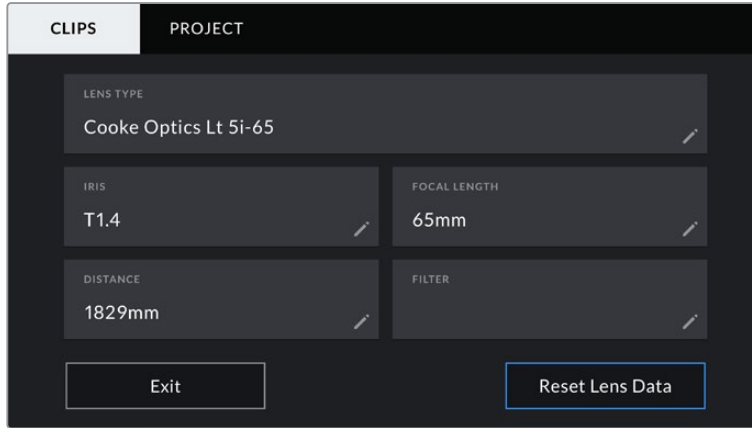 CLIPS PROJECT
LENS TYPE
Cooke Optics Lt 5i-65
IRIS FOCAL LENGTH
T1.4 65mm
DISTANCE FILTER
1829mm
Exit Reset Lens Data